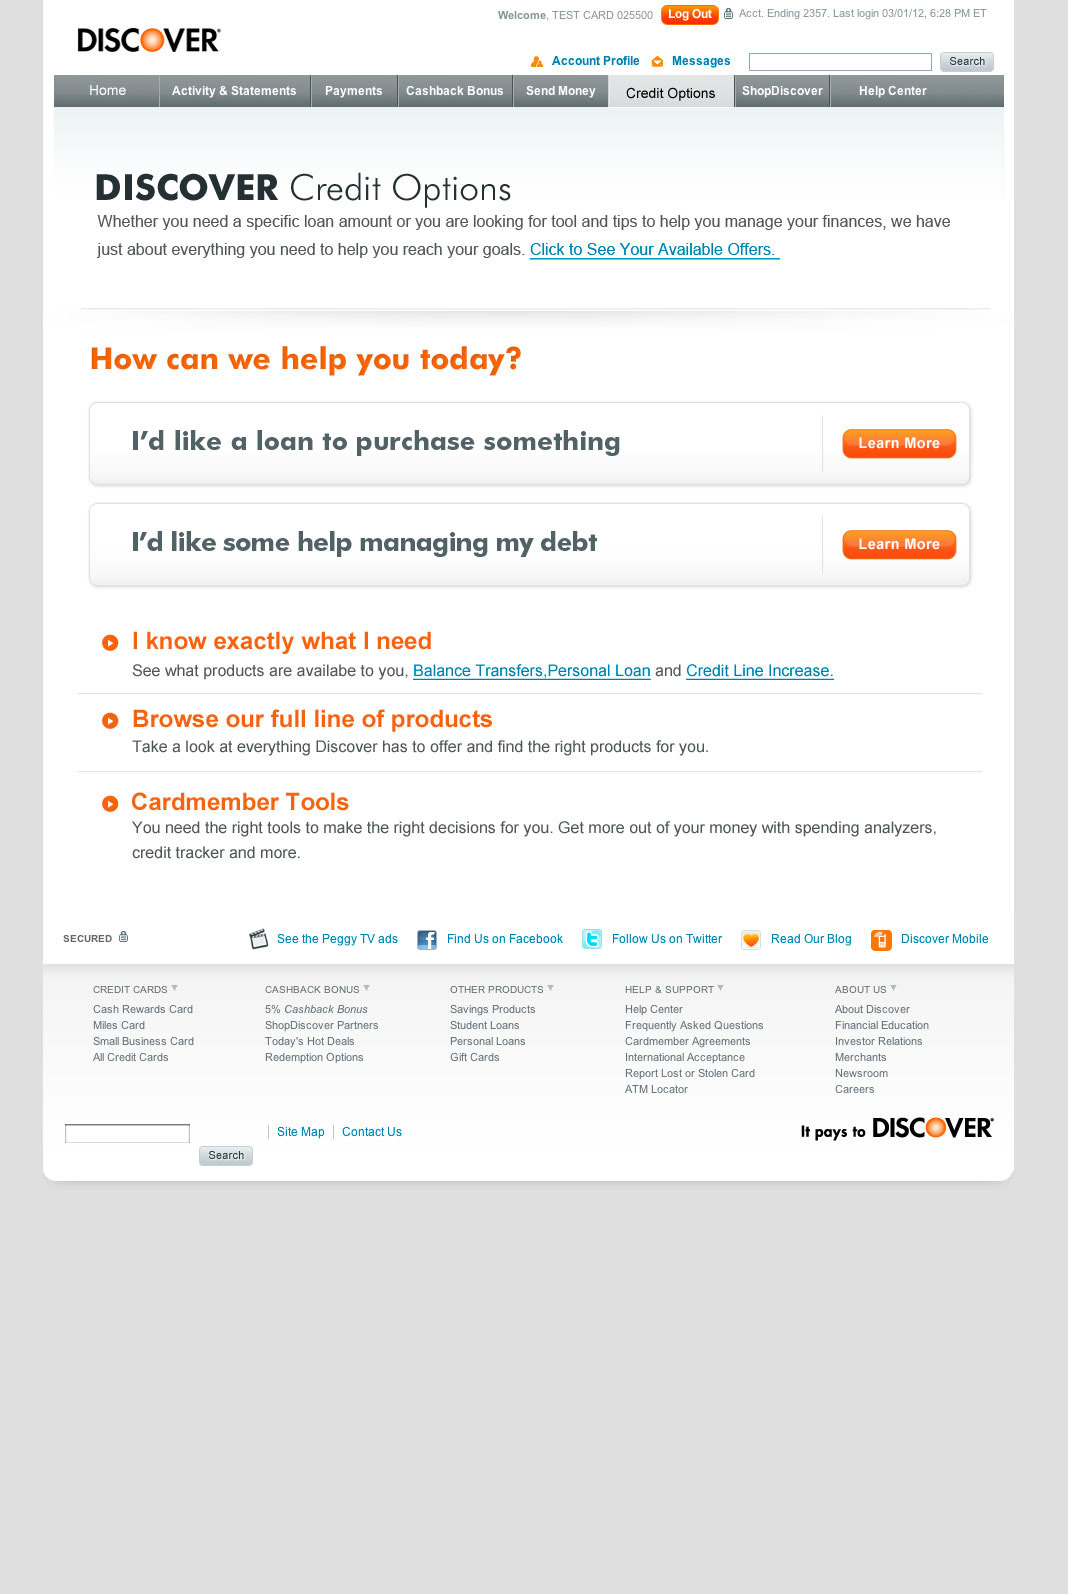 Welcome, TEST CARD 025500 Log Out Acct. Ending 2357. Last login 03/01/12, 6:28 PM ET
DISCOVER®
Account Profile Messages Search
Home Activity & Statements Payments Cashback Bonus Send Money Credit Options ShopDiscover Help Center
DISCOVER Credit Options
Whether you need a specific loan amount or you are looking for tool and tips to help you manage your finances, we have
just about everything you need to help you reach your goals. Click to See Your Available Offers.
How can we help you today?
I'd like a loan to purchase something Learn More
I'd like some help managing my debt Learn More
I know exactly what I need
See what products are availabe to you, Balance Transfers,Personal Loan and Credit Line Increase.
Browse our full line of products
Take a look at everything Discover has to offer and find the right products for you.
Cardmember Tools
You need the right tools to make the right decisions for you. Get more out of your money with spending analyzers,
credit tracker and more.
SECURED See the Peggy TV ads Find Us on Facebook Follow Us on Twitter Read Our Blog Discover Mobile
CREDIT CARDS CASHBACK BONUS OTHER PRODUCTS HELP & SUPPORT ABOUT US
Cash Rewards Card 5% Cashback Bonus Savings Products Help Center About Discover
Miles Card ShopDiscover Partners Student Loans Frequently Asked Questions Financial Education
Small Business Card Today's Hot Deals Personal Loans Cardmember Agreements Investor Relations
All Credit Cards Redemption Options Gift Cards International Acceptance Merchants
Report Lost or Stolen Card Newsroom
ATM Locator Careers
Site Map Contact Us It pays to DISCOVER®
Search